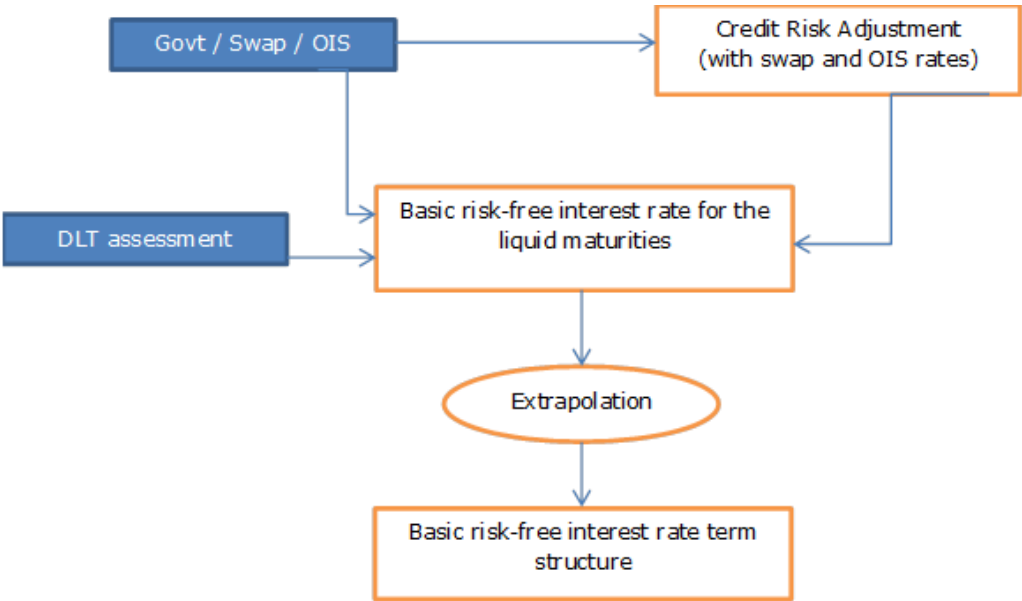 Govt / Swap / OIS
Credit Risk Adjustment
(with swap and OIS rates)
Basic risk-free interest rate for the
liquid maturities
DLT assessment
Extrapolation
Basic risk-free interest rate term
structure